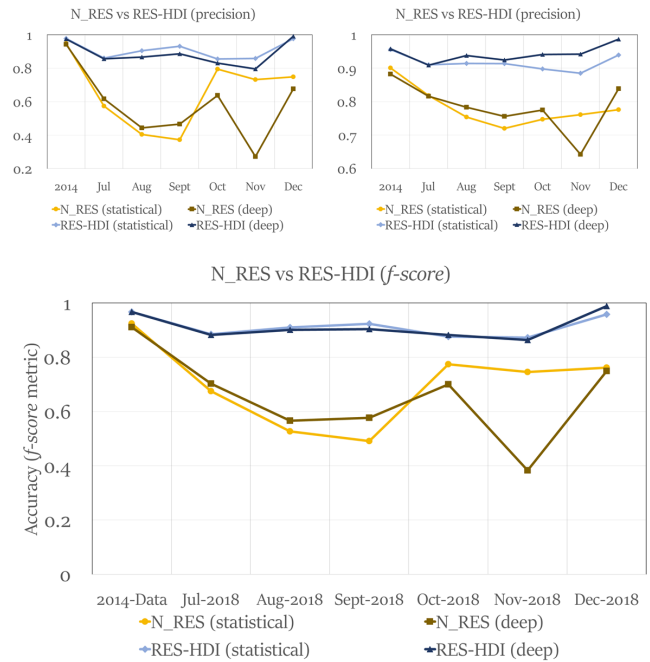 N_RES vs RES-HDI (precision)
1
0.8
0.6
0.4
0.2
2014 Jul Aug Sept Oct Nov Dec
N_RES (statistical) N_RES (deep)
RES-HDI (statistical) RES-HDI (deep)
N_RES vs RES-HDI (precision)
1
0.9
0.8
0.7
0.6
2014 Jul Aug Sept Oct Nov Dec
N_RES (statistical) N_RES (deep)
RES-HDI (statistical) RES-HDI (deep)
N_RES vs RES-HDI (f-score)
Accuracy (f-score metric)
1
0.8
0.6
0.4
0.2
0
2014-Data Jul-2018 Aug-2018 Sept-2018 Oct-2018 Nov-2018 Dec-2018
N_RES (statistical) N_RES (deep)
RES-HDI (statistical) RES-HDI (deep)